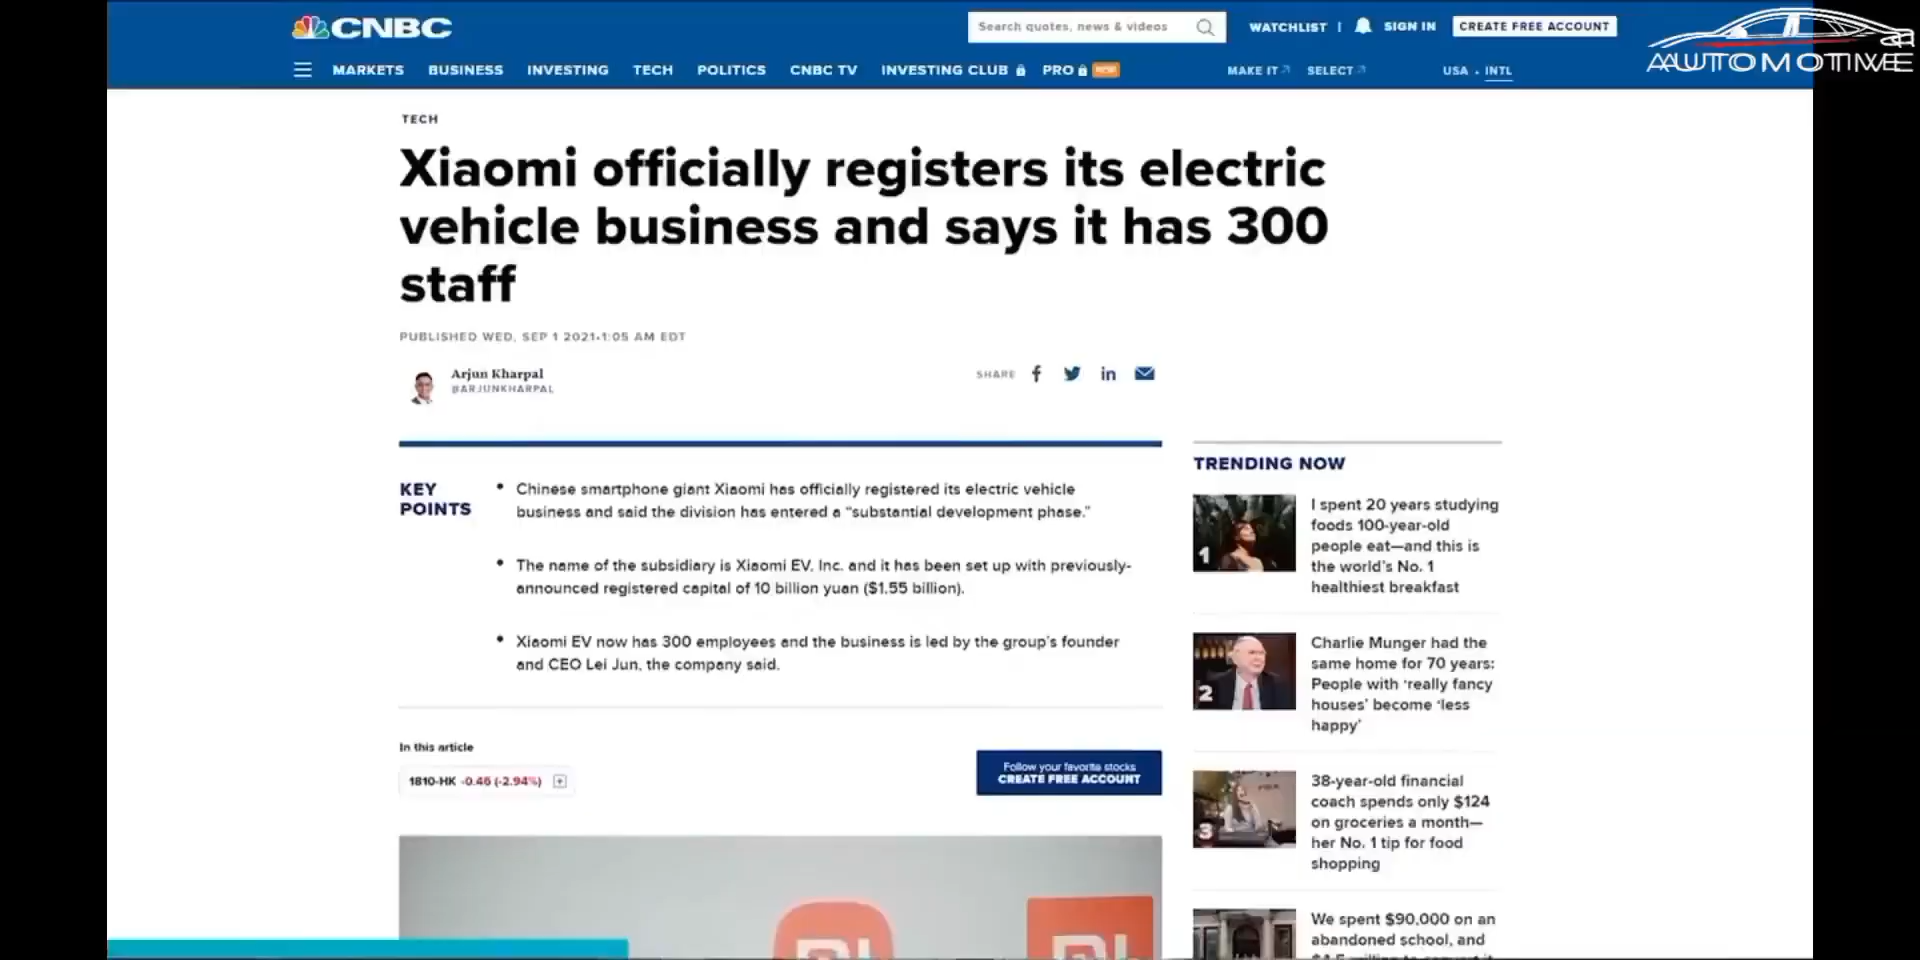 CNBC
Search quotes, news & videos
WATCHLIST
SIGN IN
CREATE FREE ACCOUNT
AUTOMOTIVE
MARKETS BUSINESS INVESTING TECH POLITICS CNBC TV INVESTING CLUB PRO NEW
MAKE IT SELECT USA • INTL
TECH
Xiaomi officially registers its electric
vehicle business and says it has 300
staff
PUBLISHED WED, SEP 1 2021•1:05 AM EDT
Arjun Kharpal
@ARJUNKHARPAL
SHARE
KEY
POINTS
Chinese smartphone giant Xiaomi has officially registered its electric vehicle
business and said the division has entered a “substantial development phase.”
The name of the subsidiary is Xiaomi EV, Inc. and it has been set up with previously-
announced registered capital of 10 billion yuan ($1.55 billion).
Xiaomi EV now has 300 employees and the business is led by the group’s founder
and CEO Lei Jun, the company said.
In this article
1810-HK -0.46 (-2.94%)
Follow your favorite stocks
CREATE FREE ACCOUNT
TRENDING NOW
1
I spent 20 years studying
foods 100-year-old
people eat—and this is
the world’s No. 1
healthiest breakfast
2
Charlie Munger had the
same home for 70 years:
People with ‘really fancy
houses’ become ‘less
happy’
3
38-year-old financial
coach spends only $124
on groceries a month—
her No. 1 tip for food
shopping
We spent $90,000 on an
abandoned school, and